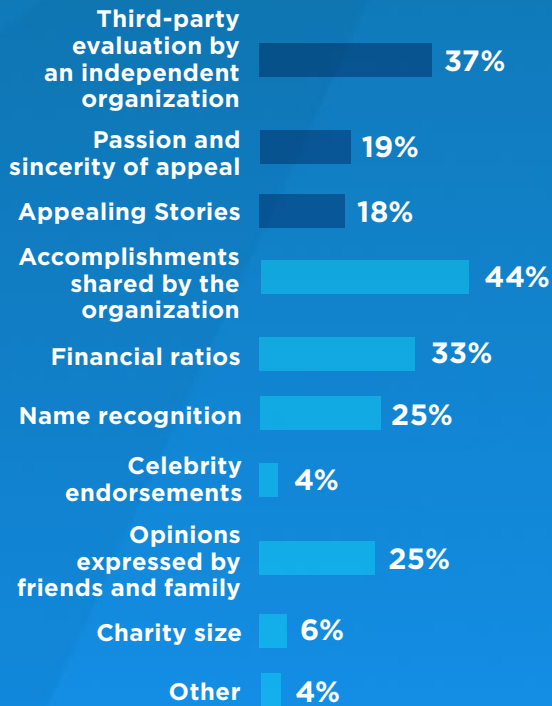 Third-party
evaluation by
an independent
organization
37%
Passion and
sincerity of appeal
19%
Appealing Stories
18%
Accomplishments
shared by the
organization
44%
Financial ratios
33%
Name recognition
25%
Celebrity
endorsements
4%
Opinions
expressed by
friends and family
25%
Charity size
6%
Other
4%